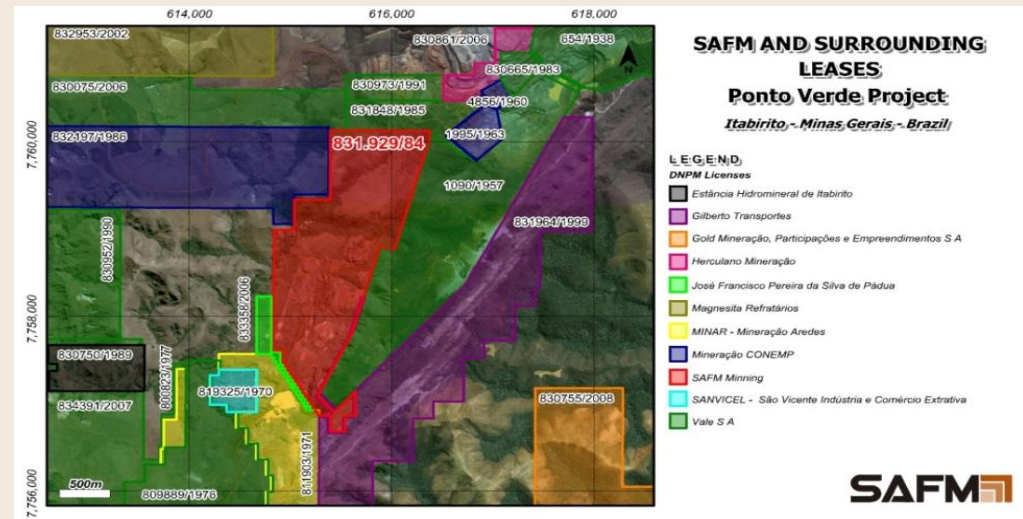 614,000 616,000 618,000
832953/2002
830861/2006
654/1938
N
830665/1983
830075/2006
830973/1991
4856/1960
831848/1985
7,760,000
832197/1986
831.929/84
1995/1963
1090/1957
831964/1999
830952/1990
7,758,000
833358/2006
830750/1989
800823/1977
819325/1970
834391/2007
830755/2008
811903/1971
500m
809889/1976
7,756,000
SAFM AND SURROUNDING
LEASES
Ponto Verde Project
Itabirito - Minas Gerais - Brazil
LEGEND
DNPM Licenses
Estância Hidromineral de Itabirito
Gilberto Transportes
Gold Mineração, Participações e Empreendimentos S A
Herculano Mineração
José Francisco Pereira da Silva de Pádua
Magnesita Refratários
MINAR - Mineração Aredes
Mineração CONEMP
SAFM Minning
SANVICEL - São Vicente Indústria e Comércio Extrativa
Vale S A
SAFM